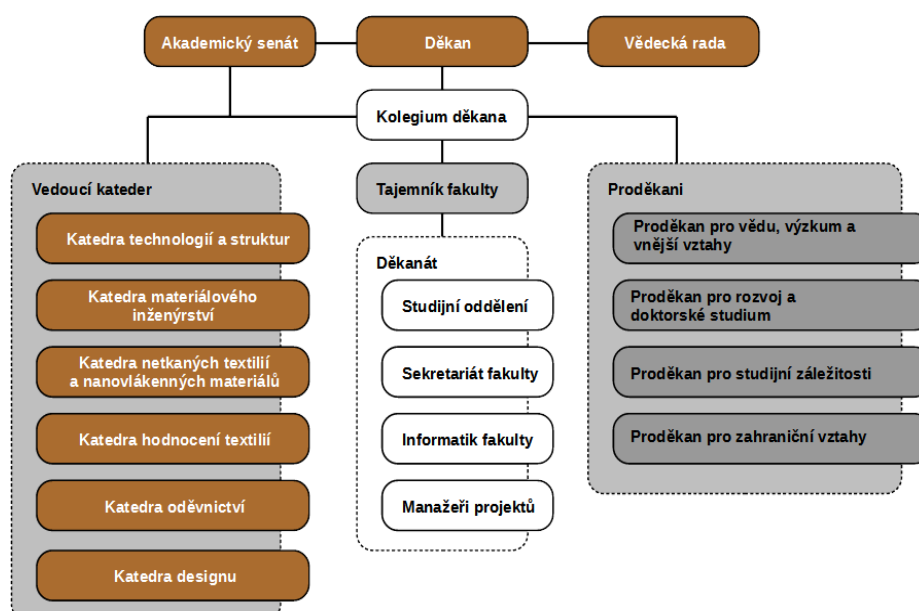 Akademický senát
Děkan
Vědecká rada
Kolegium děkana
Vedoucí kateder
Katedra technologií a struktur
Katedra materiálového
inženýrství
Katedra netkaných textilií
a nanovlákenných materiálů
Katedra hodnocení textilií
Katedra oděvnictví
Katedra designu
Tajemník fakulty
Děkanát
Studijní oddělení
Sekretariát fakulty
Informatik fakulty
Manažeři projektů
Proděkani
Proděkan pro vědu, výzkum a
vnější vztahy
Proděkan pro rozvoj a
doktorské studium
Proděkan pro studijní záležitosti
Proděkan pro zahraniční vztahy